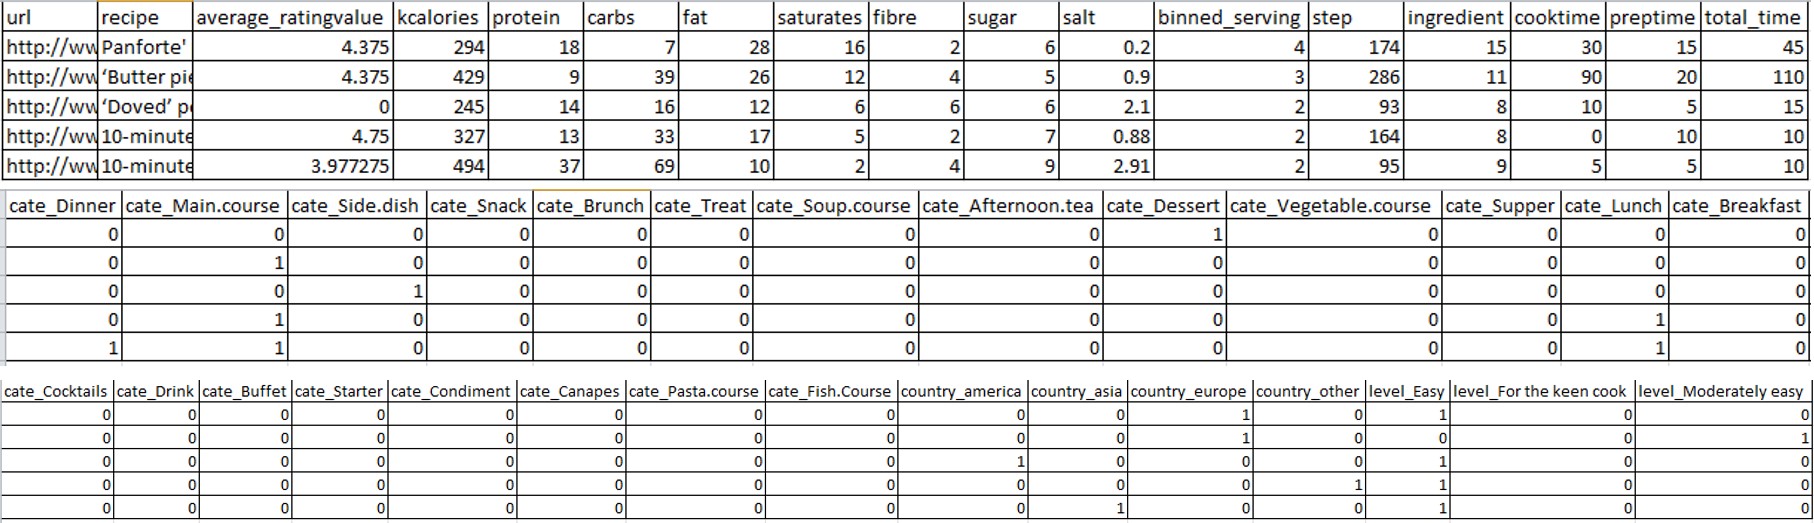 url recipe average_ratingvalue kcalories protein carbs fat saturates fibre sugar salt binned_serving step ingredient cooktime preptime total_time
http://ww Panforte' 4.375 294 18 7 28 16 2 6 0.2 4 174 15 30 15 45
http://ww ‘Butter pie 4.375 429 9 39 26 12 4 5 0.9 3 286 11 90 20 110
http://ww ‘Doved’ p 0 245 14 16 12 6 6 6 2.1 2 93 8 10 5 15
http://ww 10-minute 4.75 327 13 33 17 5 2 7 0.88 2 164 8 0 10 10
http://ww 10-minute 3.977275 494 37 69 10 2 4 9 2.91 2 95 9 5 5 10
cate_Dinner cate_Main.course cate_Side.dish cate_Snack cate_Brunch cate_Treat cate_Soup.course cate_Afternoon.tea cate_Dessert cate_Vegetable.course cate_Supper cate_Lunch cate_Breakfast
0 0 0 0 0 0 0 0 1 0 0 0 0
0 1 0 0 0 0 0 0 0 0 0 0 0
0 0 1 0 0 0 0 0 0 0 0 0 0
0 1 0 0 0 0 0 0 0 0 0 1 0
1 1 0 0 0 0 0 0 0 0 0 1 0
cate_Cocktails cate_Drink cate_Buffet cate_Starter cate_Condiment cate_Canapes cate_Pasta.course cate_Fish.Course country_america country_asia country_europe country_other level_Easy level_For the keen cook level_Moderately easy
0 0 0 0 0 0 0 0 0 0 1 0 1 0 0
0 0 0 0 0 0 0 0 0 0 1 0 0 0 1
0 0 0 0 0 0 0 0 1 0 0 0 1 0 0
0 0 0 0 0 0 0 0 0 0 0 1 1 0 0
0 0 0 0 0 0 0 0 0 1 0 0 1 0 0